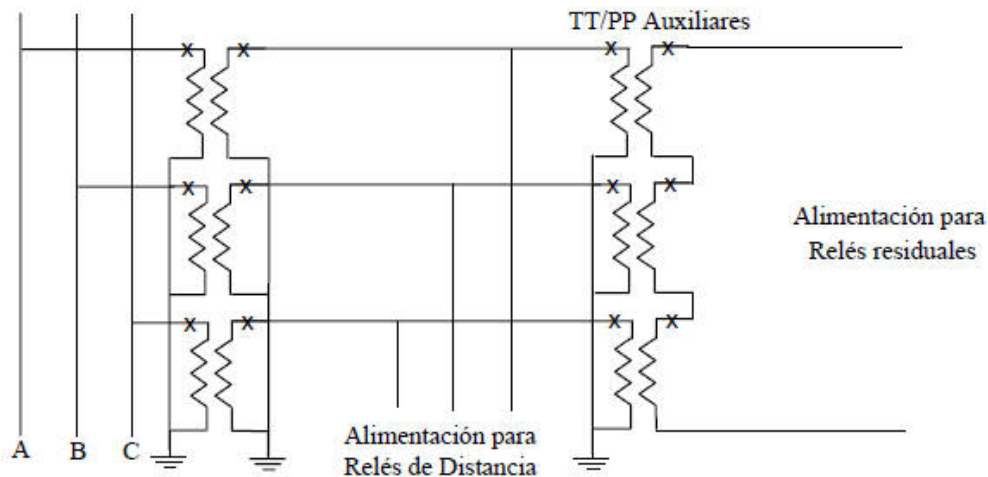 TT/PP Auxiliares
x x x x
x x x x
Alimentación para
Relés residuales
x x x x
A B C
Alimentación para
Relés de Distancia